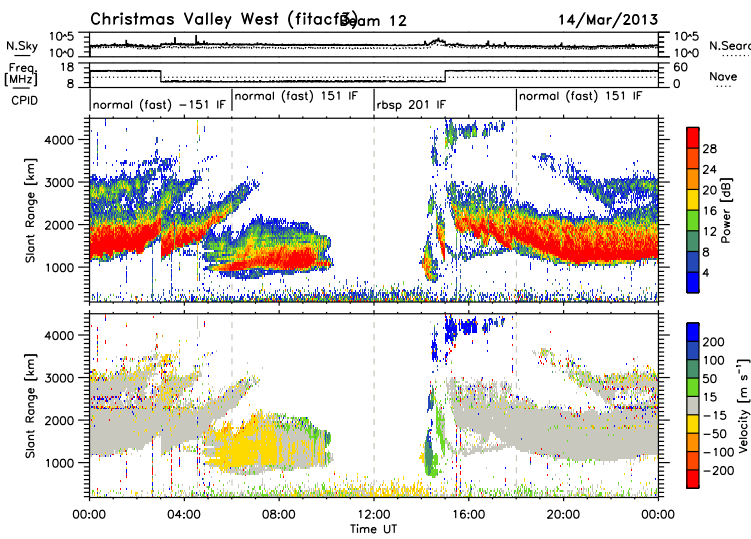 Christmas Valley West (fitacf3) Beam 12 14/Mar/2013
N.Sky 10^5 10^0 10^5 10^0 N.Searc
Freq. [MHz] 18 8 60 0 Nave
CPID normal (fast) -151 IF normal (fast) 151 IF rbsp 201 IF normal (fast) 151 IF
Slant Range [km]
4000
3000
2000
1000
28
24
20
16
12
8
4
Power [dB]
Slant Range [km]
4000
3000
2000
1000
200
100
50
15
-15
-50
-100
-200
Velocity [m s⁻¹]
00:00 04:00 08:00 12:00 16:00 20:00 00:00
Time UT